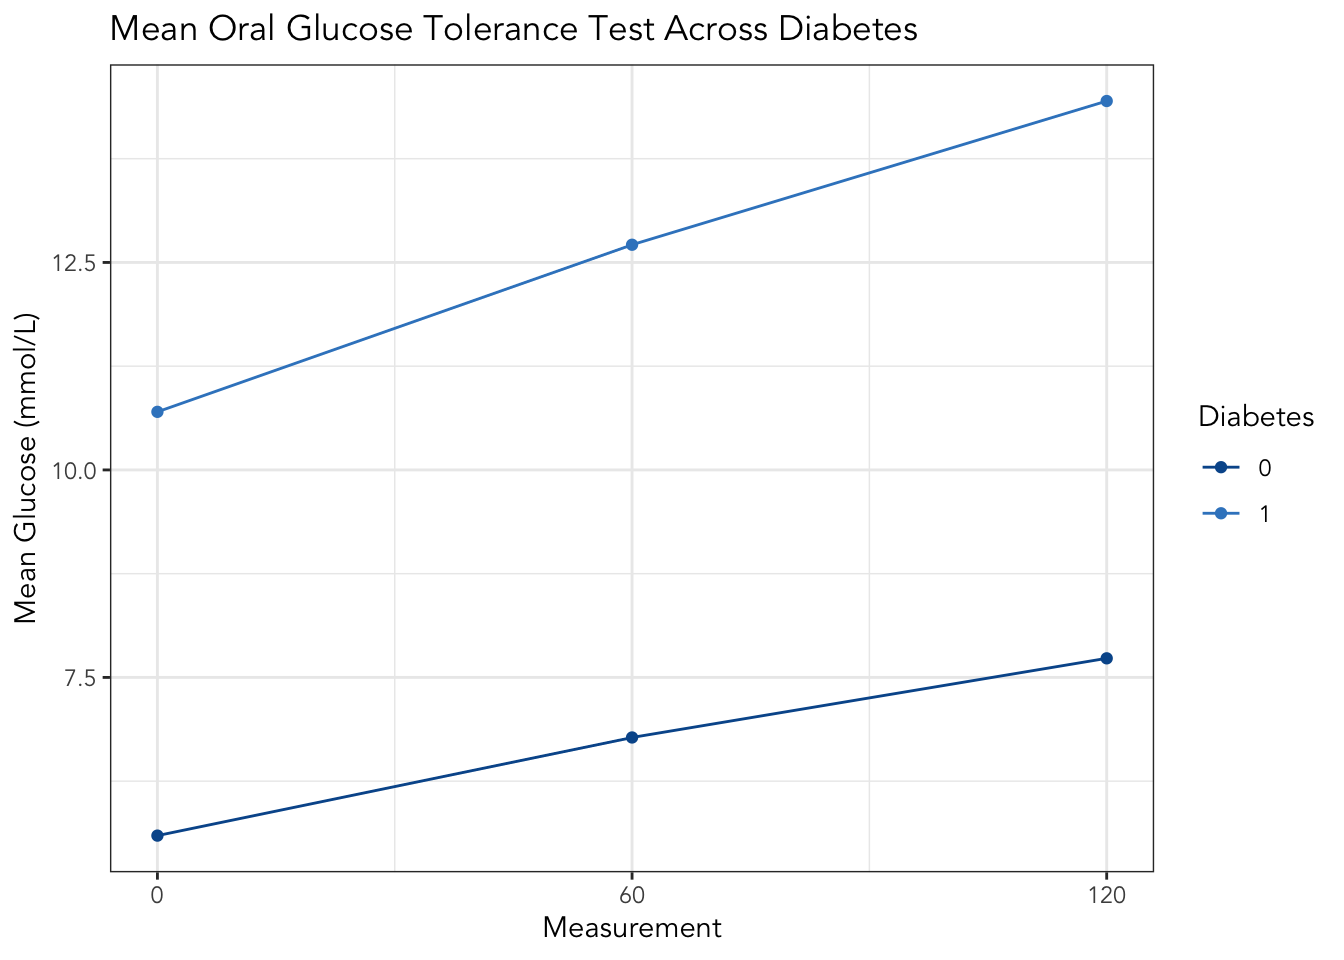 Mean Oral Glucose Tolerance Test Across Diabetes
Mean Glucose (mmol/L)
12.5
10.0
7.5
0
60
120
Measurement
Diabetes
0
1